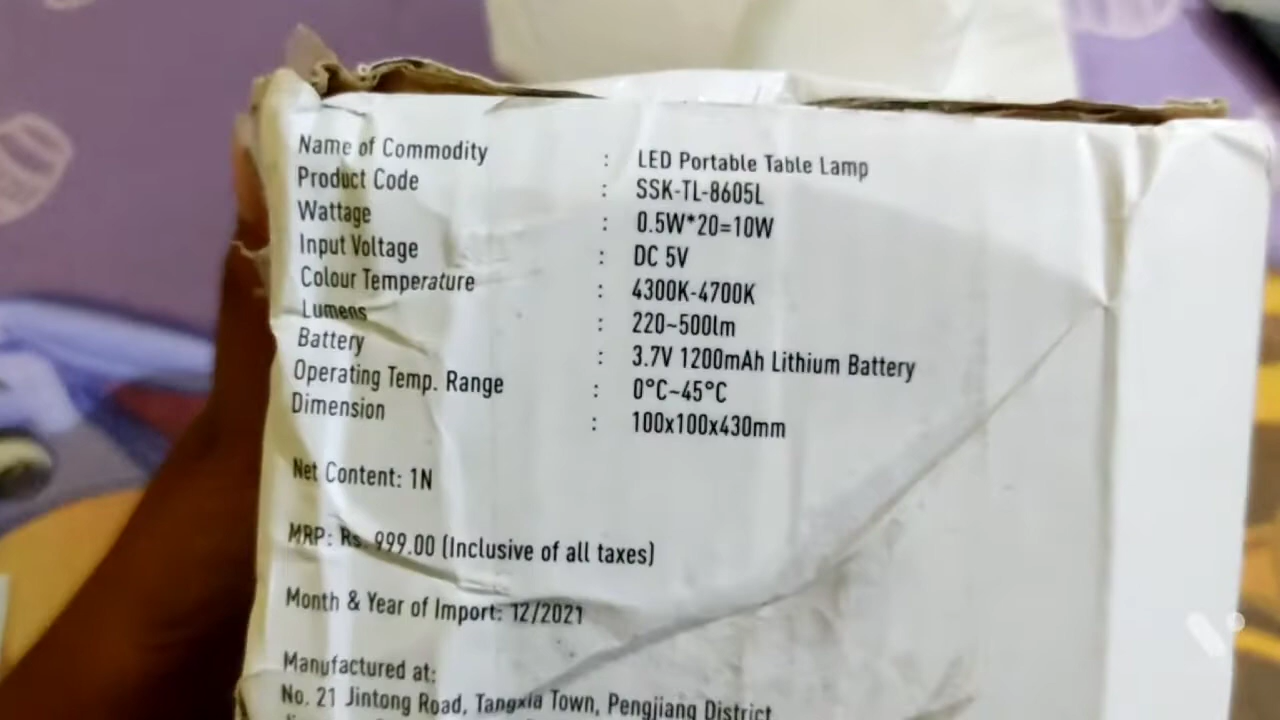 Name of Commodity : LED Portable Table Lamp
Product Code : SSK-TL-8605L
Wattage : 0.5W*20=10W
Input Voltage : DC 5V
Colour Temperature : 4300K-4700K
Lumens : 220~500lm
Battery : 3.7V 1200mAh Lithium Battery
Operating Temp. Range : 0°C~45°C
Dimension : 100x100x430mm
Net Content: 1N
MRP: Rs. 999.00 (Inclusive of all taxes)
Month & Year of Import: 12/2021
Manufactured at:
No. 21 Jintong Road, Tangxia Town, Pengjiang District